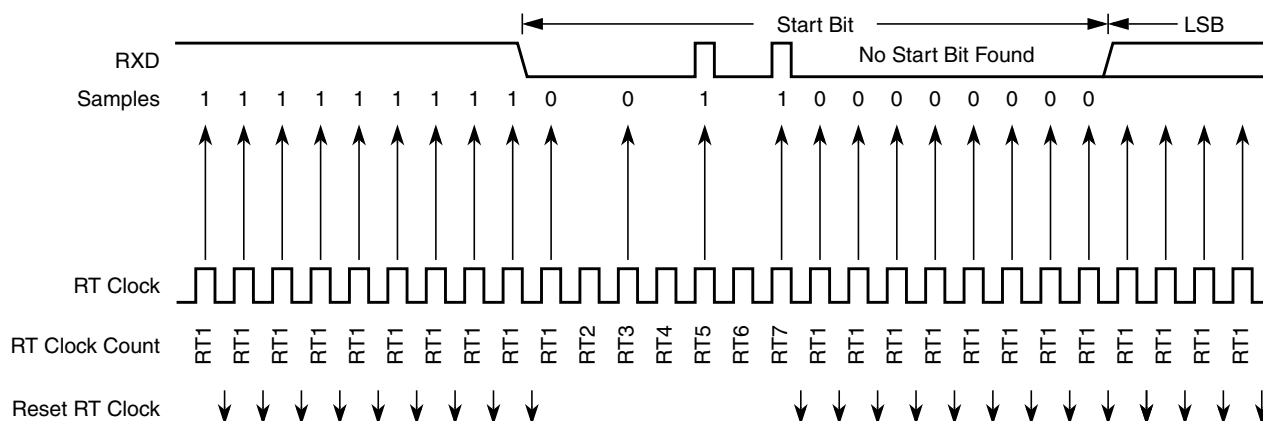 Start Bit LSB
RXD No Start Bit Found
Samples 1 1 1 1 1 1 1 1 1 0 0 1 1 0 0 0 0 0 0 0 0
RT Clock
RT Clock Count RT1 RT1 RT1 RT1 RT1 RT1 RT1 RT1 RT1 RT1 RT2 RT3 RT4 RT5 RT6 RT7 RT1 RT1 RT1 RT1 RT1 RT1 RT1 RT1 RT1 RT1 RT1 RT1
Reset RT Clock